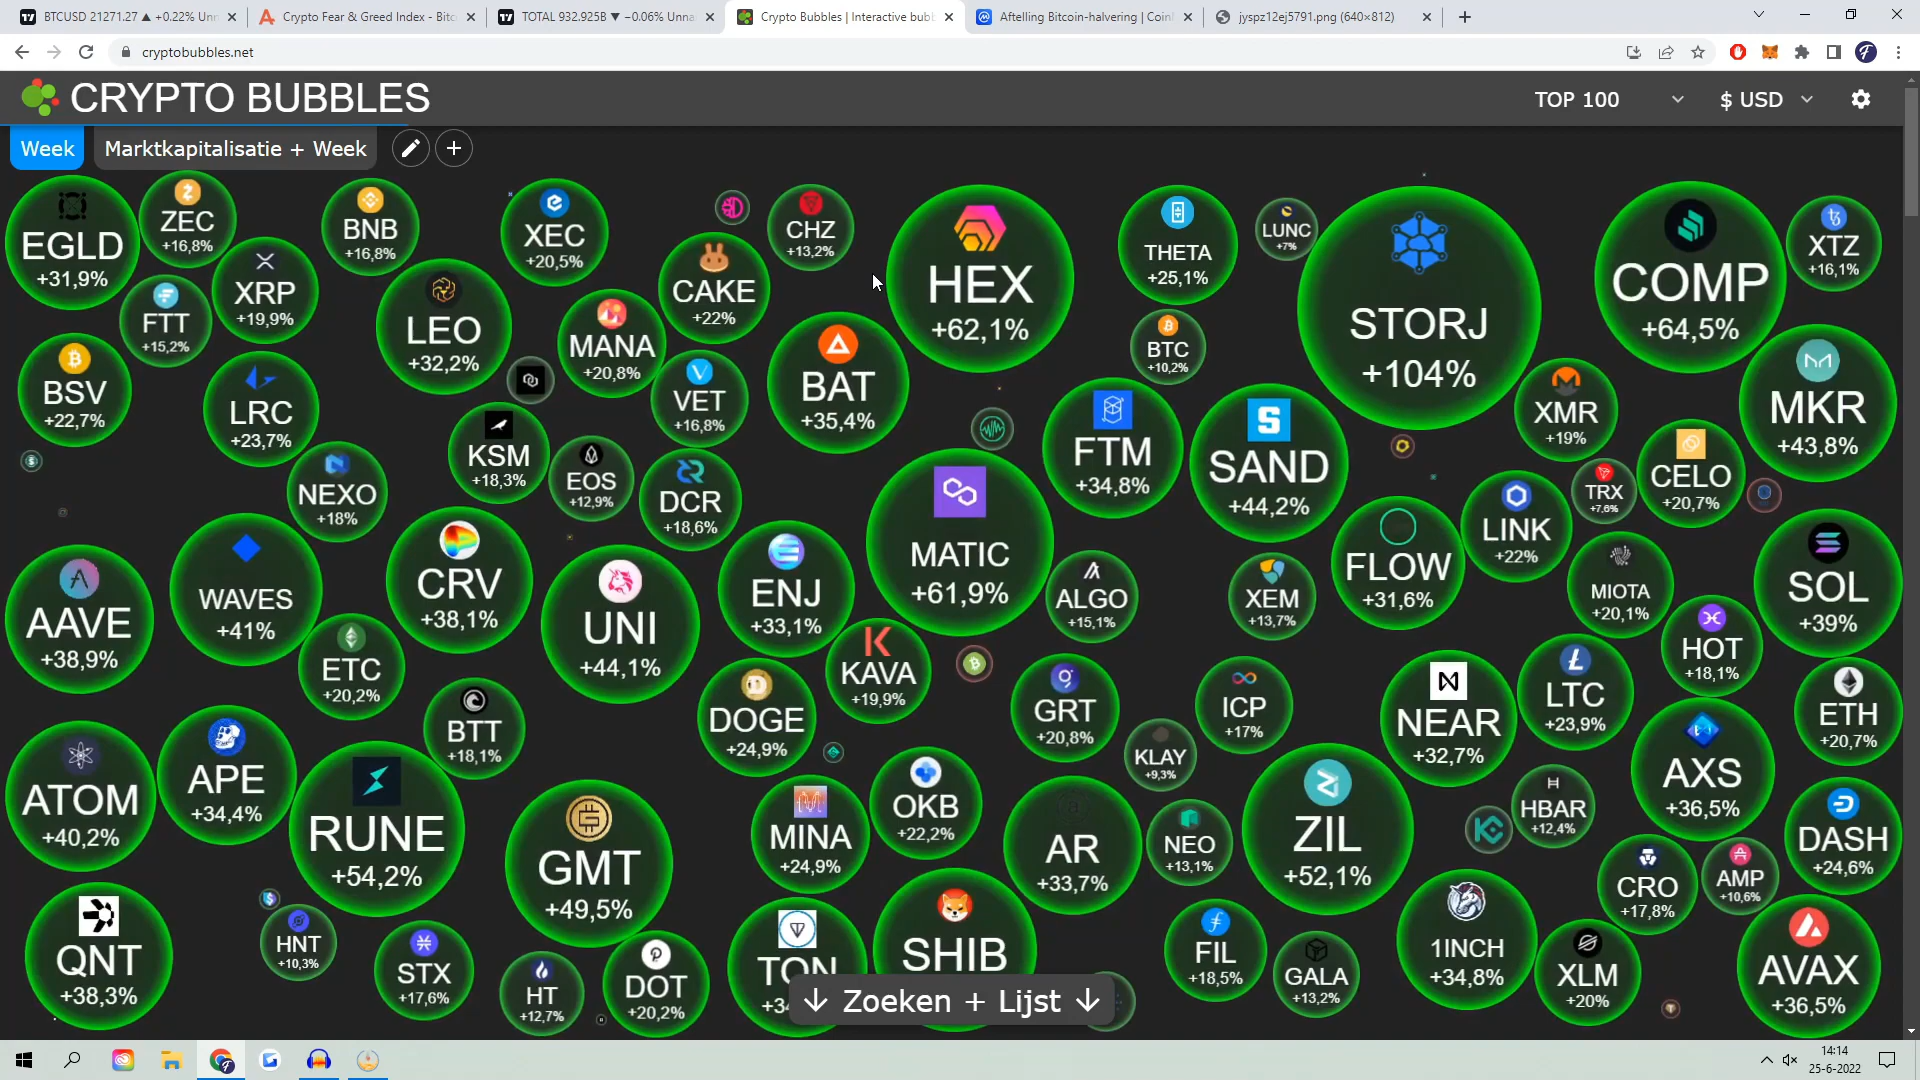 BTCUSD 21271.27 ▲ +0.22% Unn
Crypto Fear & Greed Index - Bitc
TOTAL 932.925B ▼ −0.06% Unna
Crypto Bubbles | Interactive bubb
Aftelling Bitcoin-halvering | Coin
jyspz12ej5791.png (640×812)
cryptobubbles.net
CRYPTO BUBBLES
TOP 100
$ USD
Week
Marktkapitalisatie + Week
EGLD
+31,9%
ZEC
+16,8%
BNB
+16,8%
XEC
+20,5%
CHZ
+13,2%
HEX
+62,1%
THETA
+25,1%
LUNC
+7%
STORJ
+104%
COMP
+64,5%
XTZ
+16,1%
FTT
+15,2%
XRP
+19,9%
LEO
+32,2%
MANA
+20,8%
CAKE
+22%
BTC
+10,2%
BSV
+22,7%
LRC
+23,7%
VET
+16,8%
BAT
+35,4%
FTM
+34,8%
SAND
+44,2%
XMR
+19%
MKR
+43,8%
NEXO
+18%
KSM
+18,3%
EOS
+12,9%
DCR
+18,6%
MATIC
+61,9%
LINK
+22%
TRX
+7,6%
CELO
+20,7%
AAVE
+38,9%
WAVES
+41%
CRV
+38,1%
UNI
+44,1%
ENJ
+33,1%
ALGO
+15,1%
XEM
+13,7%
FLOW
+31,6%
MIOTA
+20,1%
SOL
+39%
ETC
+20,2%
KAVA
+19,9%
HOT
+18,1%
BTT
+18,1%
DOGE
+24,9%
GRT
+20,8%
ICP
+17%
NEAR
+32,7%
LTC
+23,9%
ETH
+20,7%
ATOM
+40,2%
APE
+34,4%
RUNE
+54,2%
GMT
+49,5%
MINA
+24,9%
OKB
+22,2%
KLAY
+9,3%
AR
+33,7%
NEO
+13,1%
ZIL
+52,1%
HBAR
+12,4%
AXS
+36,5%
DASH
+24,6%
QNT
+38,3%
HNT
+10,3%
STX
+17,6%
HT
+12,7%
DOT
+20,2%
TON
+34
SHIB
FIL
+18,5%
GALA
+13,2%
1INCH
+34,8%
XLM
+20%
CRO
+17,8%
AMP
+10,6%
AVAX
+36,5%
↓ Zoeken + Lijst ↓
14:14
25-6-2022